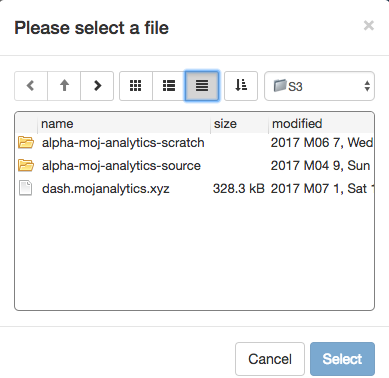 Please select a file
S3
name size modified
alpha-moj-analytics-scratch 2017 M06 7, Wed
alpha-moj-analytics-source 2017 M04 9, Sun
dash.mojanalytics.xyz 328.3 kB 2017 M07 1, Sat
Cancel Select